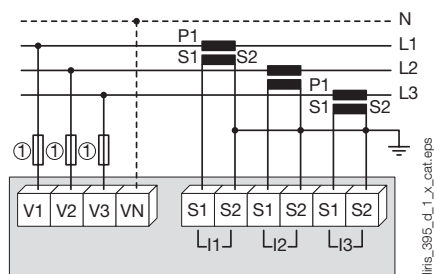 N
P1
L1
S1 S2
L2
P1
L3
S1 S2
① ① ①
V1 V2 V3 VN
S1 S2 S1 S2 S1 S2
I1 I2 I3
Iiris_395_d_1_x_cat.eps